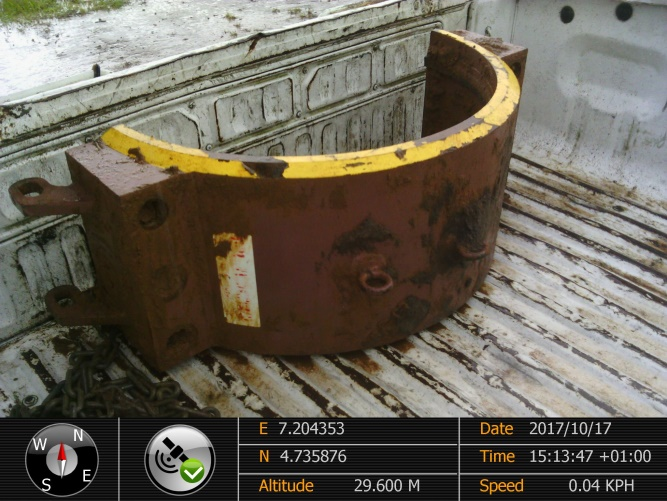 E 7.204353
N 4.735876
Altitude 29.600 M
Date 2017/10/17
Time 15:13:47 +01:00
Speed 0.04 KPH
N
W
E
S